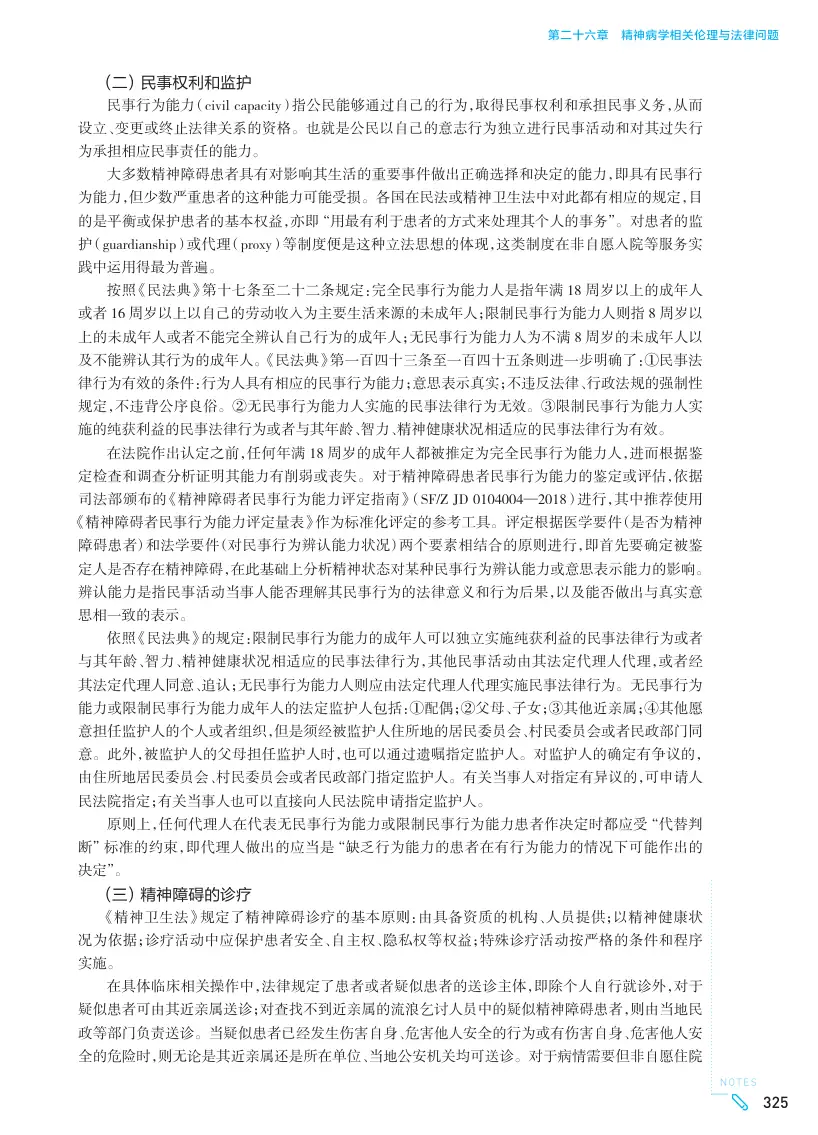 第二十六章 精神病学相关伦理与法律问题
（二）民事权利和监护
民事行为能力（civil capacity）指公民能够通过自己的行为，取得民事权利和承担民事义务，从而
设立、变更或终止法律关系的资格。也就是公民以自己的意志行为独立进行民事活动和对其过失行
为承担相应民事责任的能力。
大多数精神障碍患者具有对影响其生活的重要事件做出正确选择和决定的能力，即具有民事行
为能力，但少数严重患者的这种能力可能受损。各国在民法或精神卫生法中对此都有相应的规定，目
的是平衡或保护患者的基本权益，亦即“用最有利于患者的方式来处理其个人的事务”。对患者的监
护（guardianship）或代理（proxy）等制度便是这种立法思想的体现，这类制度在非自愿入院等服务实
践中运用得最为普遍。
按照《民法典》第十七条至二十二条规定：完全民事行为能力人是指年满 18 周岁以上的成年人
或者 16 周岁以上以自己的劳动收入为主要生活来源的未成年人；限制民事行为能力人则指 8 周岁以
上的未成年人或者不能完全辨认自己行为的成年人；无民事行为能力人为不满 8 周岁的未成年人以
及不能辨认其行为的成年人。《民法典》第一百四十三条至一百四十五条则进一步明确了：①民事法
律行为有效的条件：行为人具有相应的民事行为能力；意思表示真实；不违反法律、行政法规的强制性
规定，不违背公序良俗。②无民事行为能力人实施的民事法律行为无效。③限制民事行为能力人实
施的纯获利益的民事法律行为或者与其年龄、智力、精神健康状况相适应的民事法律行为有效。
在法院作出认定之前，任何年满 18 周岁的成年人都被推定为完全民事行为能力人，进而根据鉴
定检查和调查分析证明其能力有削弱或丧失。对于精神障碍患者民事行为能力的鉴定或评估，依据
司法部颁布的《精神障碍者民事行为能力评定指南》（SF/Z JD 0104004—2018）进行，其中推荐使用
《精神障碍者民事行为能力评定量表》作为标准化评定的参考工具。评定根据医学要件（是否为精神
障碍患者）和法学要件（对民事行为辨认能力状况）两个要素相结合的原则进行，即首先要确定被鉴
定人是否存在精神障碍，在此基础上分析精神状态对某种民事行为辨认能力或意思表示能力的影响。
辨认能力是指民事活动当事人能否理解其民事行为的法律意义和行为后果，以及能否做出与真实意
思相一致的表示。
依照《民法典》的规定：限制民事行为能力的成年人可以独立实施纯获利益的民事法律行为或者
与其年龄、智力、精神健康状况相适应的民事法律行为，其他民事活动由其法定代理人代理，或者经
其法定代理人同意、追认；无民事行为能力人则应由法定代理人代理实施民事法律行为。无民事行为
能力或限制民事行为能力成年人的法定监护人包括：①配偶；②父母、子女；③其他近亲属；④其他愿
意担任监护人的个人或者组织，但是须经被监护人住所地的居民委员会、村民委员会或者民政部门同
意。此外，被监护人的父母担任监护人时，也可以通过遗嘱指定监护人。对监护人的确定有争议的，
由住所地居民委员会、村民委员会或者民政部门指定监护人。有关当事人对指定有异议的，可申请人
民法院指定；有关当事人也可以直接向人民法院申请指定监护人。
原则上，任何代理人在代表无民事行为能力或限制民事行为能力患者作决定时都应受“代替判
断”标准的约束，即代理人做出的应当是“缺乏行为能力的患者在有行为能力的情况下可能作出的
决定”。
（三）精神障碍的诊疗
《精神卫生法》规定了精神障碍诊疗的基本原则：由具备资质的机构、人员提供；以精神健康状
况为依据；诊疗活动中应保护患者安全、自主权、隐私权等权益；特殊诊疗活动按严格的条件和程序
实施。
在具体临床相关操作中，法律规定了患者或者疑似患者的送诊主体，即除个人自行就诊外，对于
疑似患者可由其近亲属送诊；对查找不到近亲属的流浪乞讨人员中的疑似精神障碍患者，则由当地民
政等部门负责送诊。当疑似患者已经发生伤害自身、危害他人安全的行为或有伤害自身、危害他人安
全的危险时，则无论是其近亲属还是所在单位、当地公安机关均可送诊。对于病情需要但非自愿住院
NOTES
325